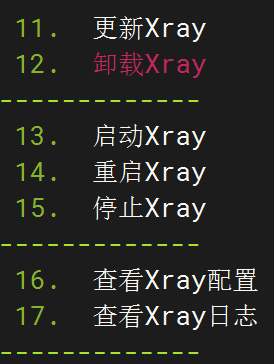 11. 更新Xray
12. 卸载Xray
-------------
13. 启动Xray
14. 重启Xray
15. 停止Xray
-------------
16. 查看Xray配置
17. 查看Xray日志
-------------